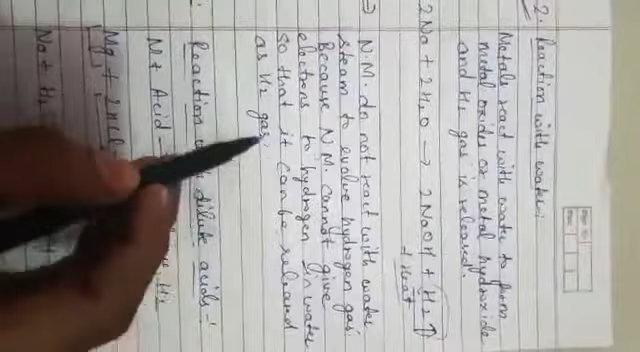 2. Reaction with water:
Metals react with water to form
metal oxides or metal hydroxide
and H₂ gas is released.
2Na + 2H₂O → 2NaOH + H₂↑
+ Heat
⇒ N.M. do not react with water
steam to evolve hydrogen gas.
Because N.M. cannot give
electrons to hydrogen in water
so that it can be released
as H₂ gas.
Reaction dilute acids -:
M + Acid H₂
Mg + 2HCl
Na + H₂